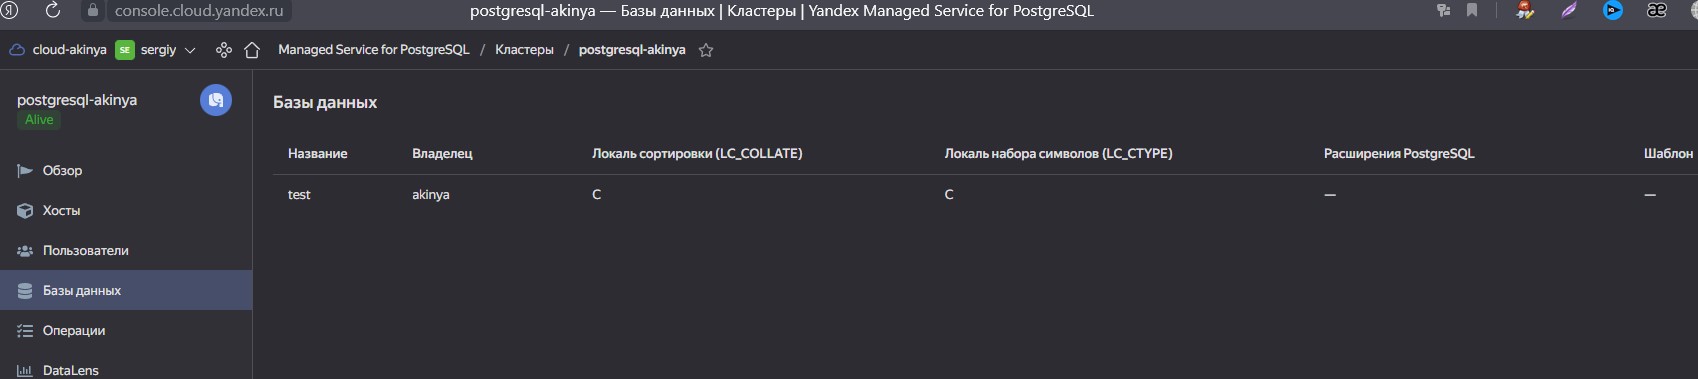 console.cloud.yandex.ru
postgresql-akinya — Базы данных | Кластеры | Yandex Managed Service for PostgreSQL
cloud-akinya SE sergiy Managed Service for PostgreSQL / Кластеры / postgresql-akinya
postgresql-akinya
Alive
Обзор
Хосты
Пользователи
Базы данных
Операции
DataLens
Базы данных
Название Владелец Локаль сортировки (LC_COLLATE) Локаль набора символов (LC_CTYPE) Расширения PostgreSQL Шаблон
test akinya C C — —